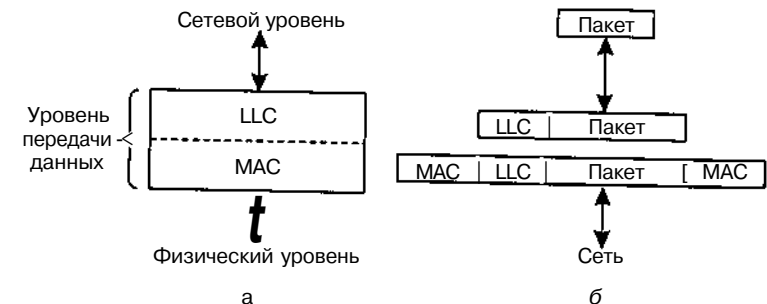 Сетевой уровень
LLC
MAC
Уровень
передачи
данных
t
Физический уровень
а
Пакет
LLC | Пакет
MAC | LLC | Пакет [ MAC
Сеть
б